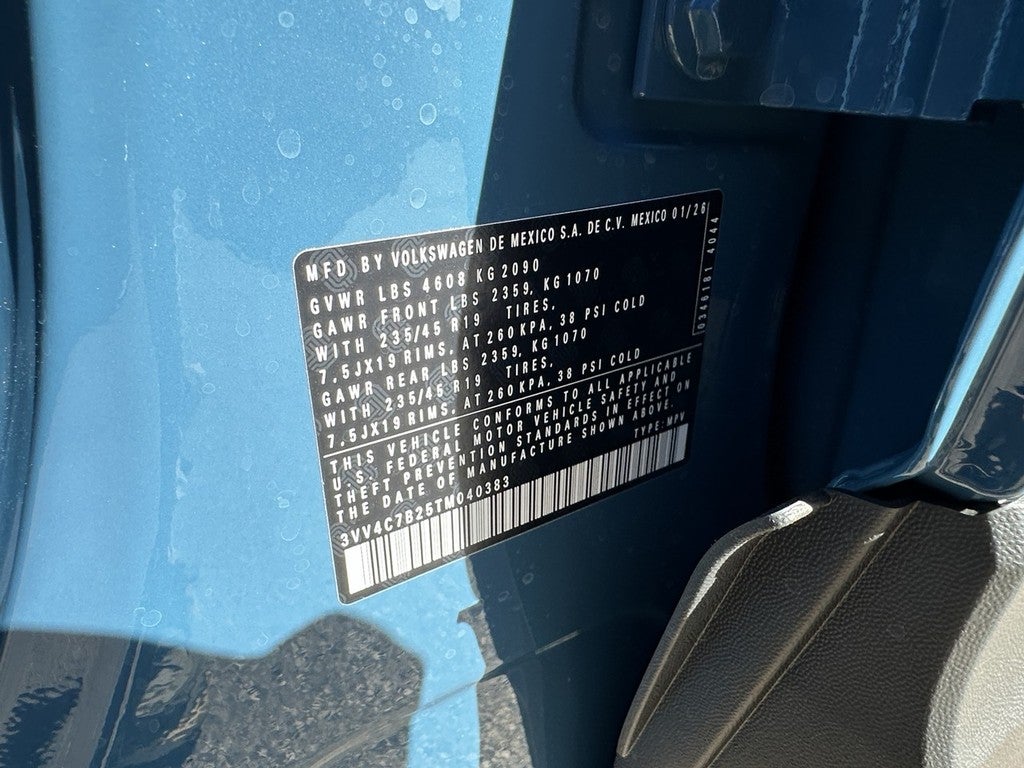 MFD BY VOLKSWAGEN DE MEXICO S.A. DE C.V. MEXICO 01/26
GVWR LBS 4608 KG 2090
GAWR FRONT LBS 2359, KG 1070
WITH 235/45 R19 TIRES,
7.5JX19 RIMS, AT 260 KPA, 38 PSI COLD
GAWR REAR LBS 2359, KG 1070
WITH 235/45 R19 TIRES,
7.5JX19 RIMS, AT 260 KPA, 38 PSI COLD
THIS VEHICLE CONFORMS TO ALL APPLICABLE
U.S. FEDERAL MOTOR VEHICLE SAFETY AND
THEFT PREVENTION STANDARDS IN EFFECT ON
THE DATE OF MANUFACTURE SHOWN ABOVE.
TYPE: MPV
3VV4C7B25TM040383
0346181 4044